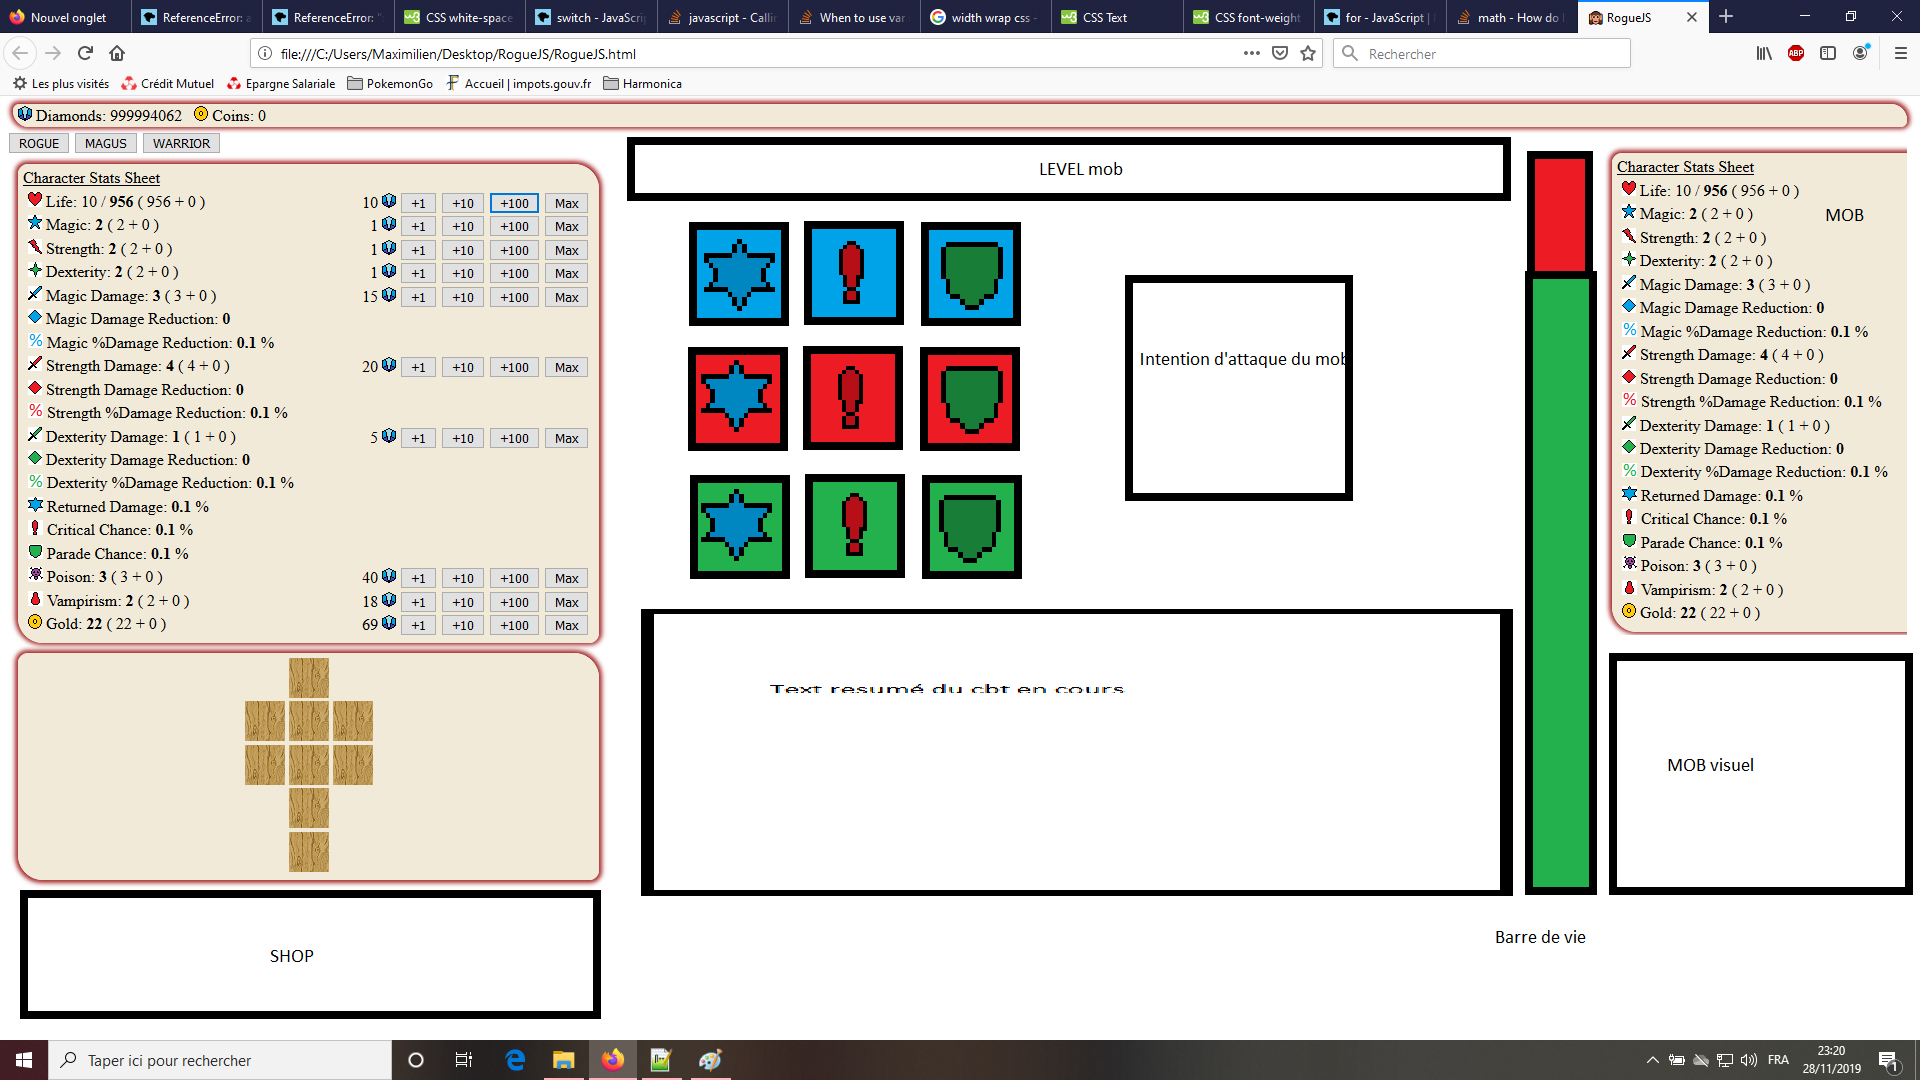 Nouvel onglet
ReferenceError: a
ReferenceError: "
CSS white-space
switch - JavaScrip
javascript - Callin
When to use var
width wrap css -
CSS Text
CSS font-weight
for - JavaScript |
math - How do I
RogueJS
file:///C:/Users/Maximilien/Desktop/RogueJS/RogueJS.html
Rechercher
ABP
Les plus visités
Crédit Mutuel
Epargne Salariale
PokemonGo
Accueil | impots.gouv.fr
Harmonica
Diamonds: 999994062 Coins: 0
ROGUE MAGUS WARRIOR
Character Stats Sheet
Life: 10 / 956 ( 956 + 0 ) 10 +1 +10 +100 Max
Magic: 2 ( 2 + 0 ) 1 +1 +10 +100 Max
Strength: 2 ( 2 + 0 ) 1 +1 +10 +100 Max
Dexterity: 2 ( 2 + 0 ) 1 +1 +10 +100 Max
Magic Damage: 3 ( 3 + 0 ) 15 +1 +10 +100 Max
Magic Damage Reduction: 0
% Magic %Damage Reduction: 0.1 %
Strength Damage: 4 ( 4 + 0 ) 20 +1 +10 +100 Max
Strength Damage Reduction: 0
% Strength %Damage Reduction: 0.1 %
Dexterity Damage: 1 ( 1 + 0 ) 5 +1 +10 +100 Max
Dexterity Damage Reduction: 0
% Dexterity %Damage Reduction: 0.1 %
Returned Damage: 0.1 %
Critical Chance: 0.1 %
Parade Chance: 0.1 %
Poison: 3 ( 3 + 0 ) 40 +1 +10 +100 Max
Vampirism: 2 ( 2 + 0 ) 18 +1 +10 +100 Max
Gold: 22 ( 22 + 0 ) 69 +1 +10 +100 Max
SHOP
LEVEL mob
Intention d'attaque du mob
Text resumé du cbt en cours
Barre de vie
Character Stats Sheet
Life: 10 / 956 ( 956 + 0 )
Magic: 2 ( 2 + 0 ) MOB
Strength: 2 ( 2 + 0 )
Dexterity: 2 ( 2 + 0 )
Magic Damage: 3 ( 3 + 0 )
Magic Damage Reduction: 0
% Magic %Damage Reduction: 0.1 %
Strength Damage: 4 ( 4 + 0 )
Strength Damage Reduction: 0
% Strength %Damage Reduction: 0.1 %
Dexterity Damage: 1 ( 1 + 0 )
Dexterity Damage Reduction: 0
% Dexterity %Damage Reduction: 0.1 %
Returned Damage: 0.1 %
Critical Chance: 0.1 %
Parade Chance: 0.1 %
Poison: 3 ( 3 + 0 )
Vampirism: 2 ( 2 + 0 )
Gold: 22 ( 22 + 0 )
MOB visuel
Taper ici pour rechercher
FRA
23:20
28/11/2019
1